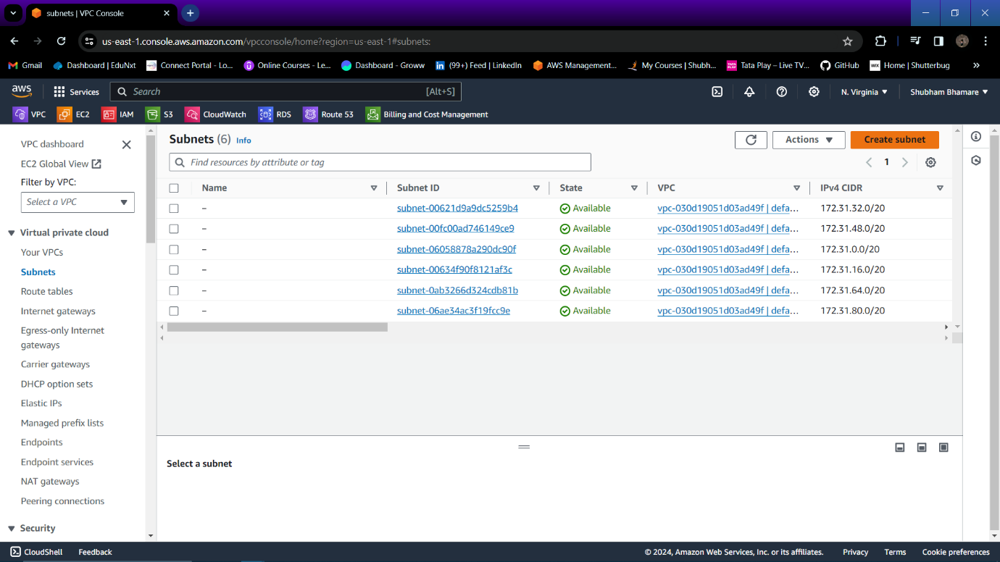 subnets | VPC Console
us-east-1.console.aws.amazon.com/vpcconsole/home?region=us-east-1#subnets:
Gmail Dashboard | EduNxt Connect Portal - Lo... Online Courses - Le... Dashboard - Groww (99+) Feed | LinkedIn AWS Management... My Courses | Shubh... Tata Play – Live TV... GitHub Home | Shutterbug
aws Services Search [Alt+S] N. Virginia Shubham Bhamare
VPC EC2 IAM S3 CloudWatch RDS Route 53 Billing and Cost Management
VPC dashboard
EC2 Global View
Filter by VPC:
Select a VPC
Virtual private cloud
Your VPCs
Subnets
Route tables
Internet gateways
Egress-only Internet
gateways
Carrier gateways
DHCP option sets
Elastic IPs
Managed prefix lists
Endpoints
Endpoint services
NAT gateways
Peering connections
Security
Subnets (6) Info Actions Create subnet
Find resources by attribute or tag 1
Name Subnet ID State VPC IPv4 CIDR
– subnet-00621d9a9dc5259b4 Available vpc-030d19051d03ad49f | defa... 172.31.32.0/20
– subnet-00fc00ad746149ce9 Available vpc-030d19051d03ad49f | defa... 172.31.48.0/20
– subnet-06058878a290dc90f Available vpc-030d19051d03ad49f | defa... 172.31.0.0/20
– subnet-00634f90f8121af3c Available vpc-030d19051d03ad49f | defa... 172.31.16.0/20
– subnet-0ab3266d324cdb81b Available vpc-030d19051d03ad49f | defa... 172.31.64.0/20
– subnet-06ae34ac3f19fcc9e Available vpc-030d19051d03ad49f | defa... 172.31.80.0/20
Select a subnet
CloudShell Feedback © 2024, Amazon Web Services, Inc. or its affiliates. Privacy Terms Cookie preferences